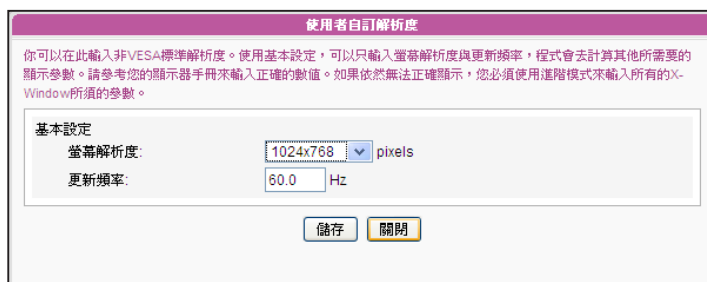 使用者自訂解析度
你可以在此輸入非VESA標準解析度。使用基本設定，可以只輸入螢幕解析度與更新頻率，程式會去計算其他所需要的
顯示參數。請參考您的顯示器手冊來輸入正確的數值。如果依然無法正確顯示，您必須使用進階模式來輸入所有的X-
Window所須的參數。
基本設定
螢幕解析度: 1024x768 pixels
更新頻率: 60.0 Hz
儲存 關閉